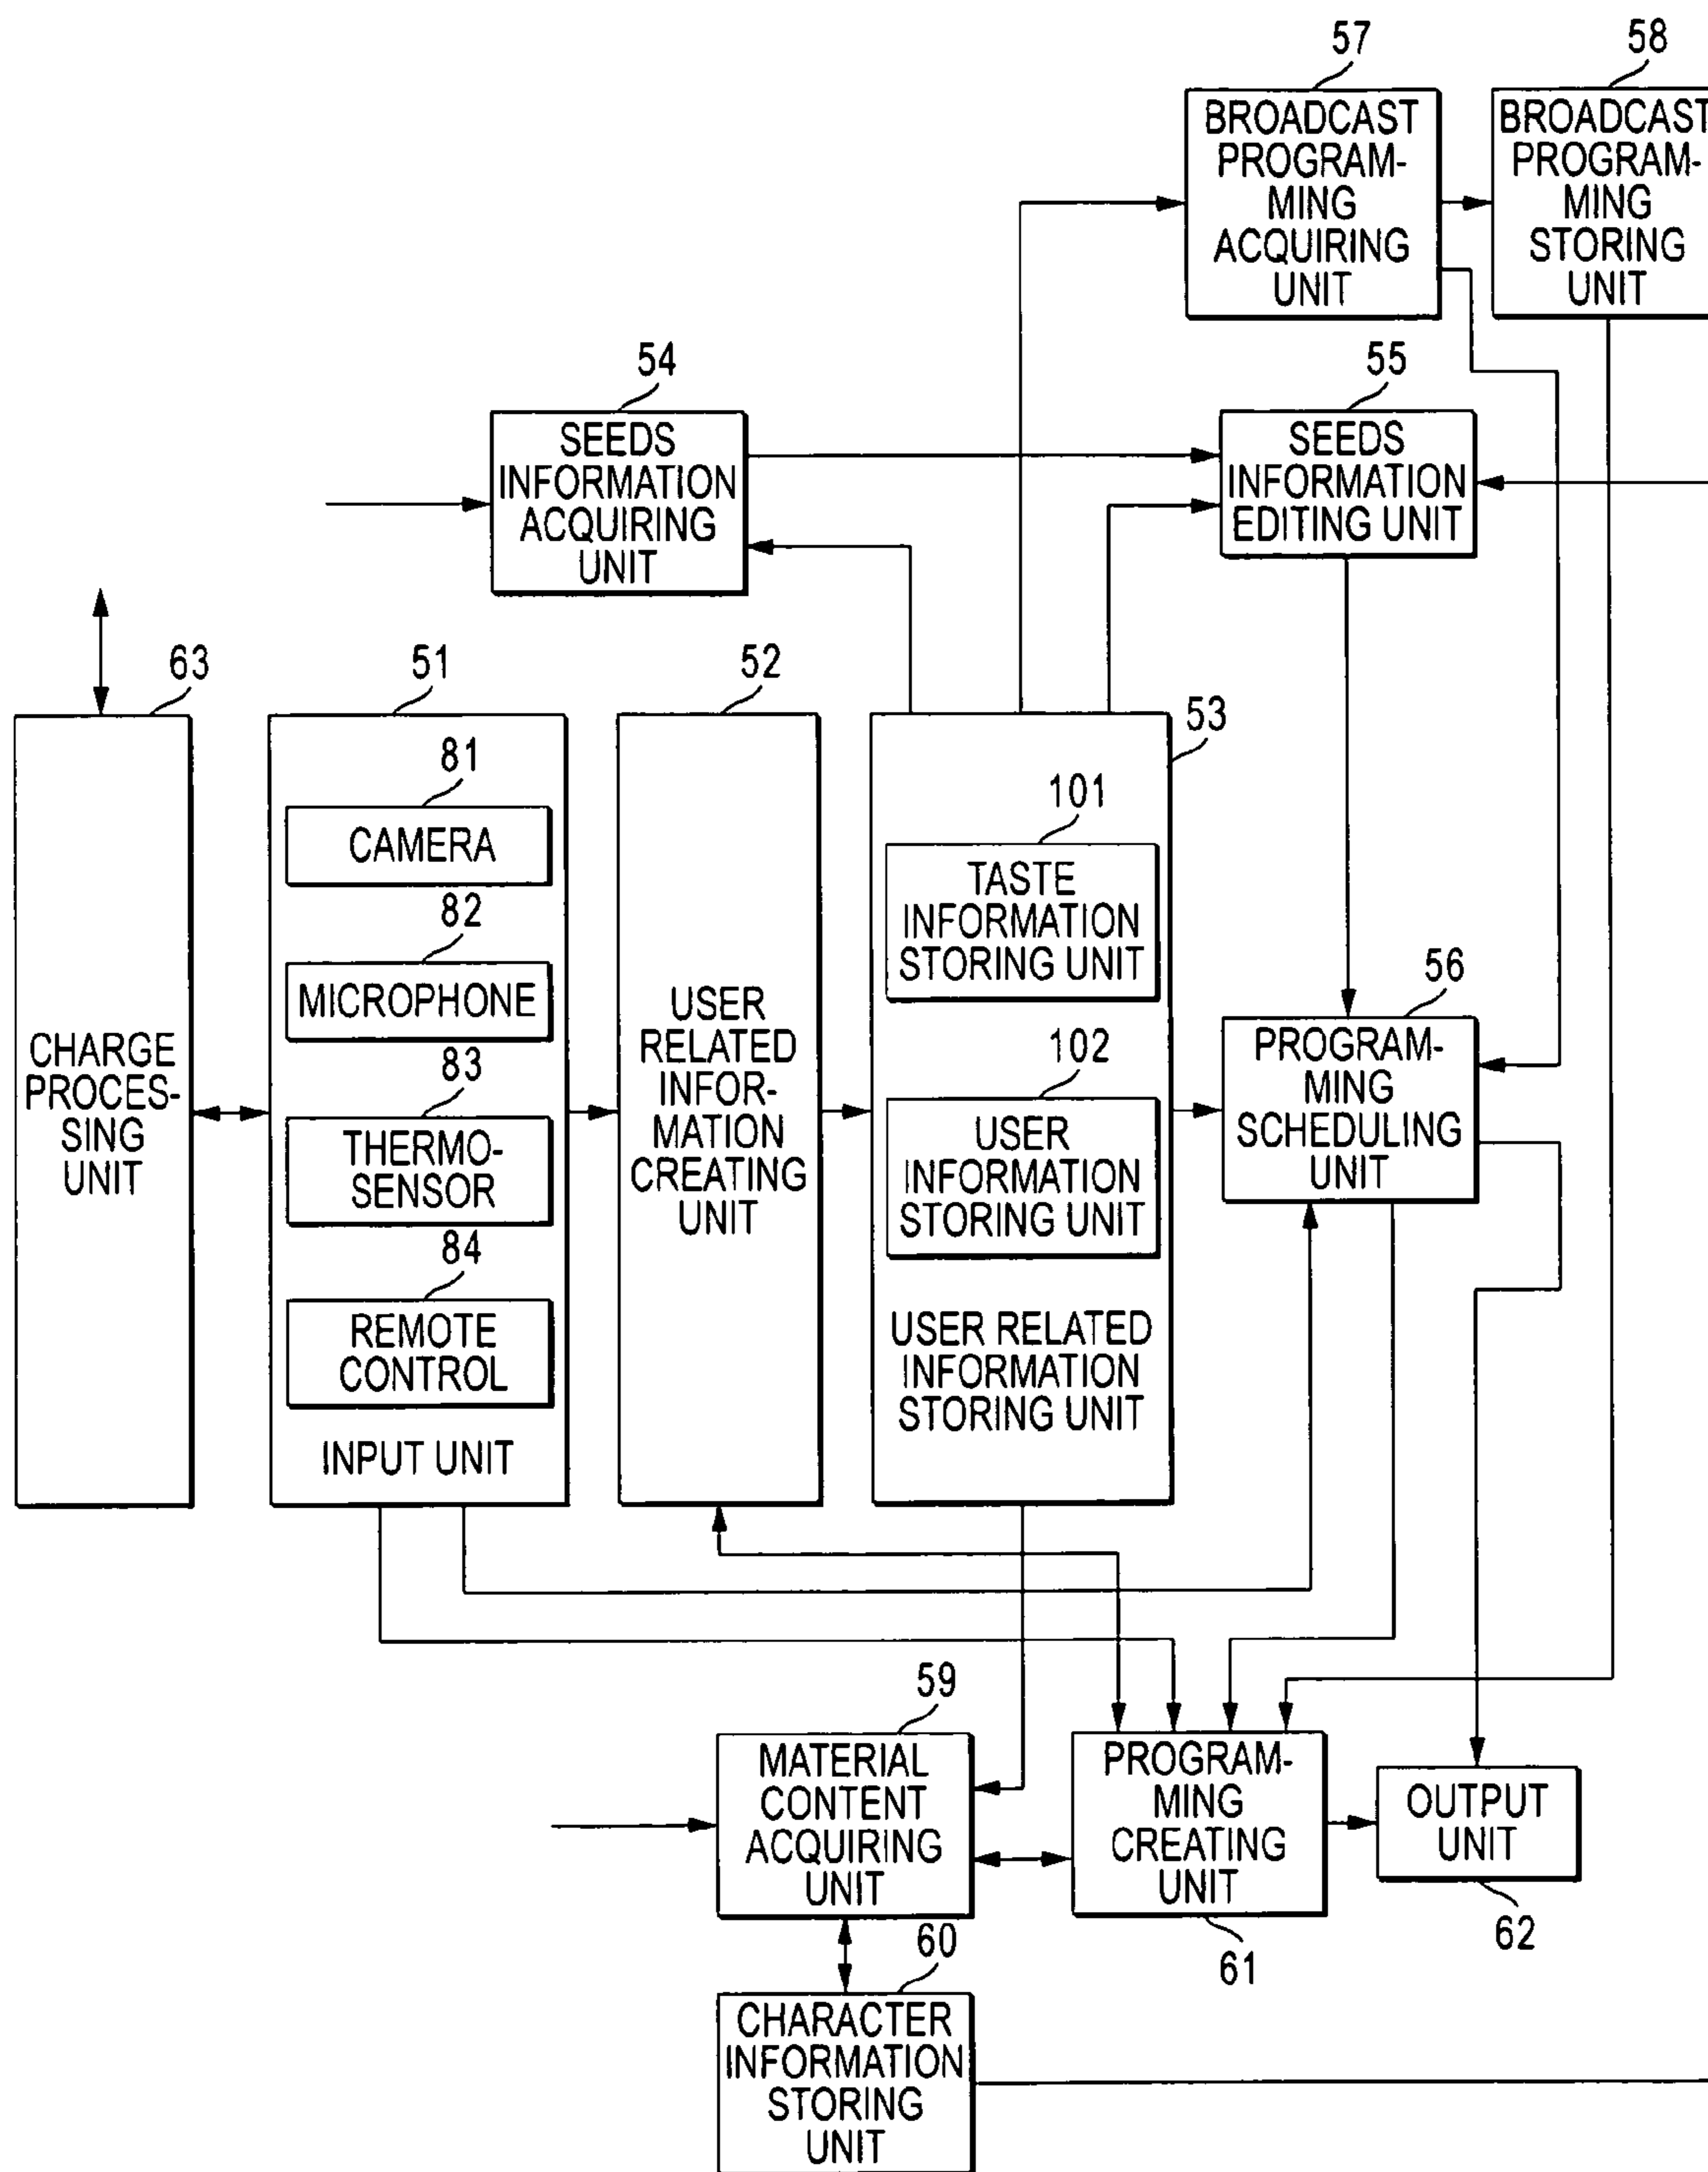 57
58
BROADCAST
PROGRAM-
MING
ACQUIRING
UNIT
BROADCAST
PROGRAM-
MING
STORING
UNIT
54
55
SEEDS
INFORMATION
ACQUIRING
UNIT
SEEDS
INFORMATION
EDITING UNIT
63
51
52
53
CHARGE
PROCES-
SING
UNIT
81
CAMERA
82
MICROPHONE
83
THERMO-
SENSOR
84
REMOTE
CONTROL
INPUT UNIT
USER
RELATED
INFOR-
MATION
CREATING
UNIT
101
TASTE
INFORMATION
STORING UNIT
102
USER
INFORMATION
STORING UNIT
USER RELATED
INFORMATION
STORING UNIT
56
PROGRAM-
MING
SCHEDULING
UNIT
59
MATERIAL
CONTENT
ACQUIRING
UNIT
PROGRAM-
MING
CREATING
UNIT
61
OUTPUT
UNIT
62
60
CHARACTER
INFORMATION
STORING
UNIT